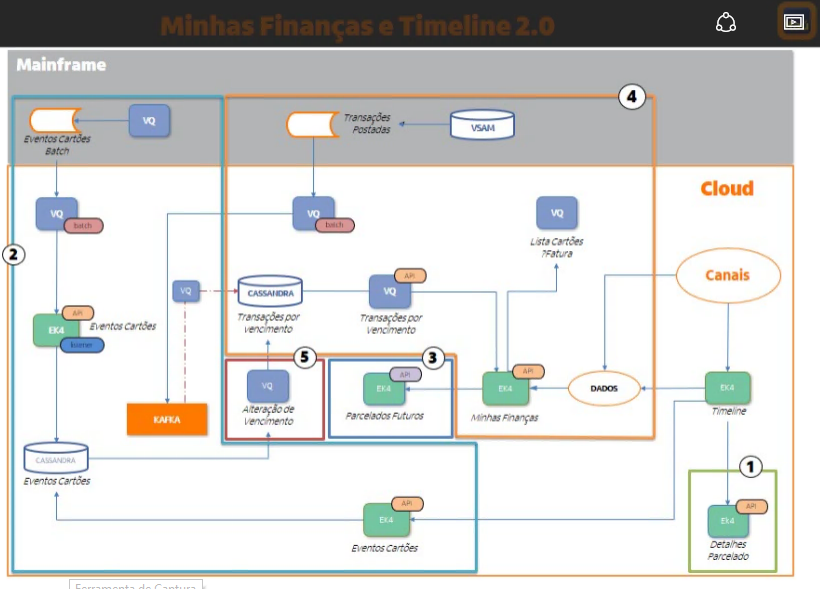 Minhas Finanças e Timeline 2.0
Mainframe
4
VQ
Eventos Cartões
Batch
Transações
Postadas
VSAM
Cloud
VQ
batch
VQ
batch
VQ
Lista Cartões
?Fatura
2
Canais
VQ
CASSANDRA
Transações por
vencimento
API
VQ
Transações por
Vencimento
API
EK4
Eventos Cartões
5
3
VQ
Alteração de
Vencimento
API
EK4
Parcelados Futuros
API
EK4
Minhas Finanças
DADOS
EK4
Timeline
KAFKA
CASSANDRA
Eventos Cartões
1
API
EK4
Eventos Cartões
API
EK4
Detalhes
Parcelado
Ferramenta de Captura